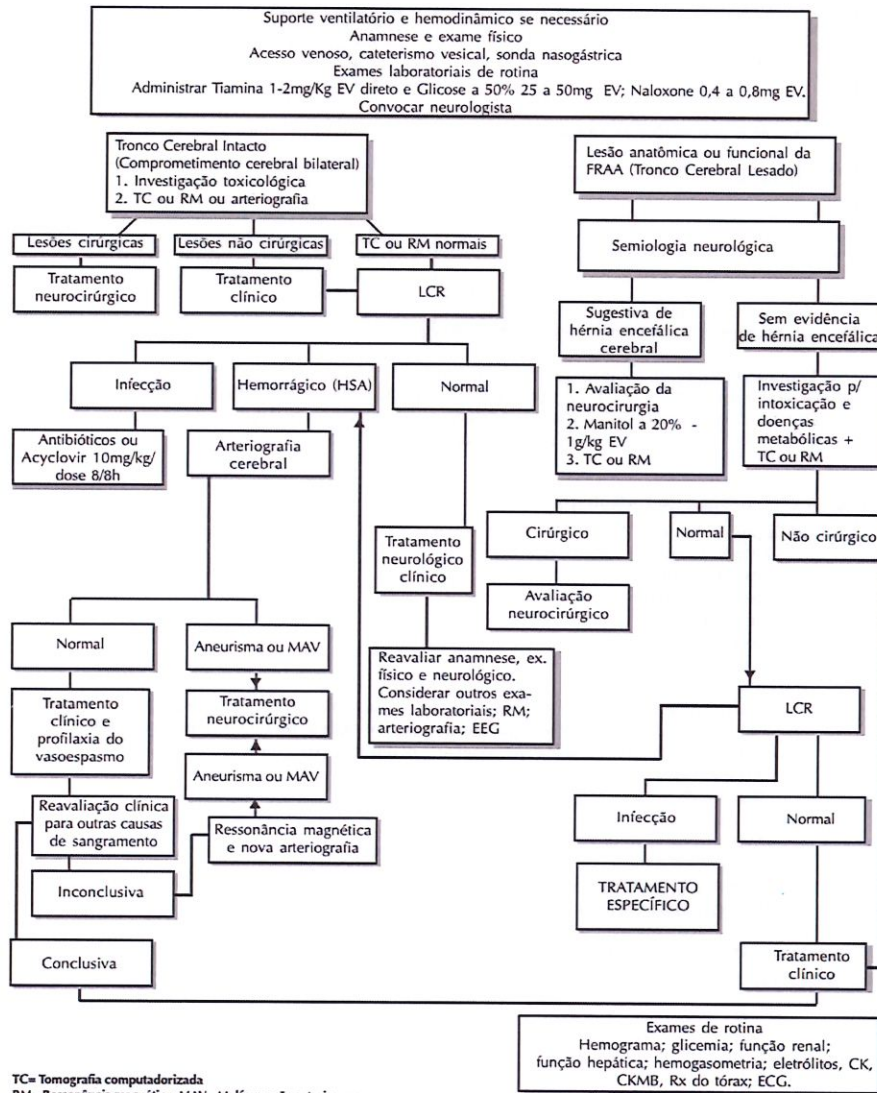 Suporte ventilatório e hemodinâmico se necessário
Anamnese e exame físico
Acesso venoso, cateterismo vesical, sonda nasogástrica
Exames laboratoriais de rotina
Administrar Tiamina 1-2mg/Kg EV direto e Glicose a 50% 25 a 50mg EV; Naloxone 0,4 a 0,8mg EV.
Convocar neurologista
Tronco Cerebral Intacto
(Comprometimento cerebral bilateral)
1. Investigação toxicológica
2. TC ou RM ou arteriografia
Lesão anatômica ou funcional da
FRAA (Tronco Cerebral Lesado)
Lesões cirúrgicas
Lesões não cirúrgicas
TC ou RM normais
Semiologia neurológica
Tratamento
neurocirúrgico
Tratamento
clínico
LCR
Sugestiva de
hérnia encefálica
cerebral
Sem evidência
de hérnia encefálica
Infecção
Hemorrágico (HSA)
Normal
1. Avaliação da
neurocirurgia
2. Manitol a 20% -
1g/kg EV
3. TC ou RM
Investigação p/
intoxicação e
doenças
metabólicas +
TC ou RM
Antibióticos ou
Acyclovir 10mg/kg/
dose 8/8h
Arteriografia
cerebral
Cirúrgico
Normal
Não cirúrgico
Tratamento
neurológico
clínico
Avaliação
neurocirúrgico
Normal
Aneurisma ou MAV
Reavaliar anamnese, ex.
físico e neurológico.
Considerar outros exa-
mes laboratoriais; RM;
arteriografia; EEG
Tratamento
clínico e
profilaxia do
vasoespasmo
Tratamento
neurocirúrgico
LCR
Aneurisma ou MAV
Reavaliação clínica
para outras causas
de sangramento
Ressonância magnética
e nova arteriografia
Infecção
Normal
Inconclusiva
TRATAMENTO
ESPECÍFICO
Conclusiva
Tratamento
clínico
Exames de rotina
Hemograma; glicemia; função renal;
função hepática; hemogasometria; eletrólitos, CK,
CKMB, Rx do tórax; ECG.
TC= Tomografia computadorizada